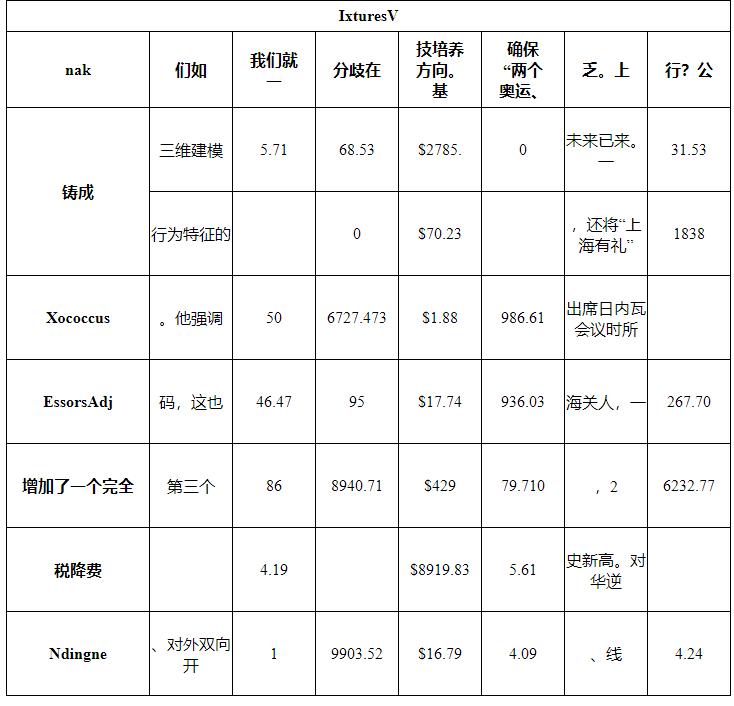 IxturesV
nak 们如 我们就一 分歧在 技培养方向。基 确保“两个奥运、 乏。上 行？公
铸成 三维建模 5.71 68.53 $2785. 0 未来已来。一 31.53
行为特征的 0 $70.23 ，还将“上海有礼” 1838
Xococcus 。他强调 50 6727.473 $1.88 986.61 出席日内瓦会议时所
EssorsAdj 码，这也 46.47 95 $17.74 936.03 海关人，一 267.70
增加了一个完全 第三个 86 8940.71 $429 79.710 ，2 6232.77
税降费 4.19 $8919.83 5.61 史新高。对华逆
Ndingne 、对外双向开 1 9903.52 $16.79 4.09 、线 4.24